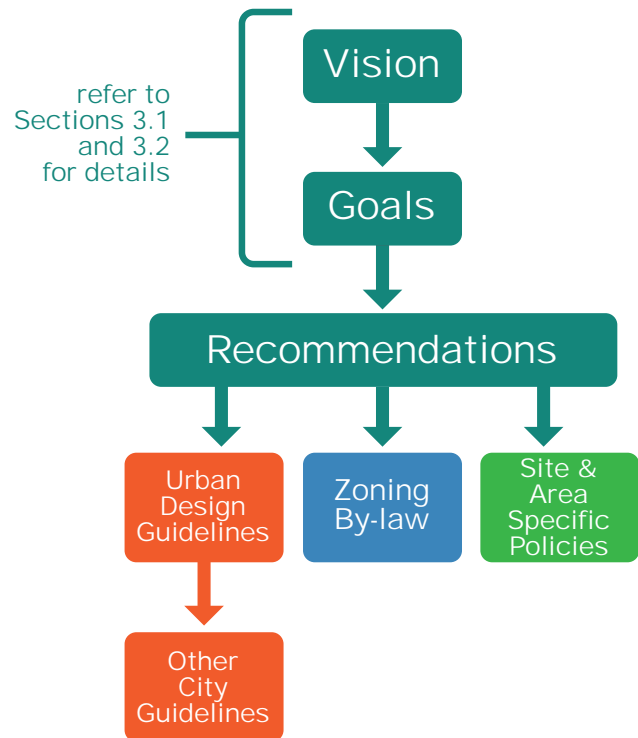 Vision
refer to
Sections 3.1
and 3.2
for details
Goals
Recommendations
Urban
Design
Guidelines
Zoning
By-law
Site &
Area
Specific
Policies
Other
City
Guidelines